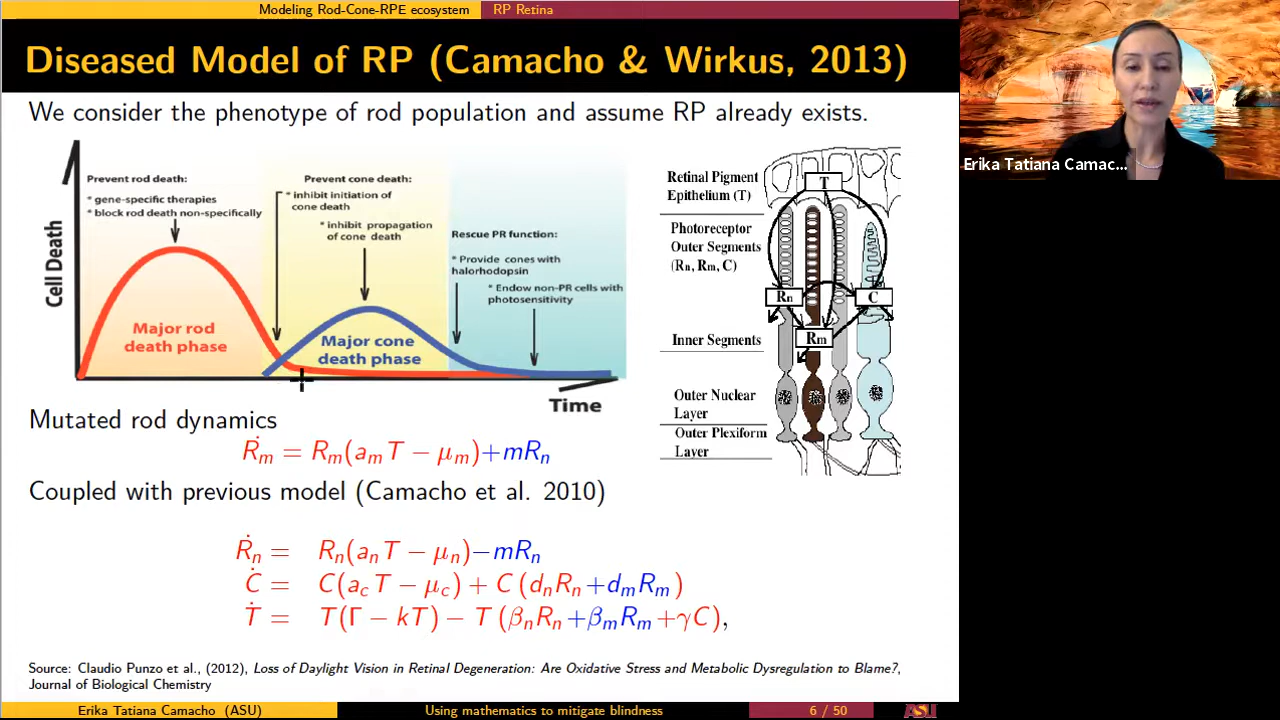 Modeling Rod-Cone-RPE ecosystem RP Retina
Diseased Model of RP (Camacho & Wirkus, 2013)
We consider the phenotype of rod population and assume RP already exists.
Cell Death
Prevent rod death:
* gene-specific therapies
* block rod death non-specifically
Prevent cone death:
* inhibit initiation of
cone death
* inhibit propagation
of cone death
Rescue PR function:
* Provide cones with
halorhodopsin
* Endow non-PR cells with
photosensitivity
Major rod
death phase
Major cone
death phase
Time
Retinal Pigment
Epithelium (T)
Photoreceptor
Outer Segments
(Rn, Rm, C)
Inner Segments
Outer Nuclear
Layer
Outer Plexiform
Layer
T
Rn
C
Rm
Mutated rod dynamics
Ṙₘ = Rₘ(aₘT − μₘ)+mRₙ
Coupled with previous model (Camacho et al. 2010)
Ṙₙ = Rₙ(aₙT − μₙ)−mRₙ
Ċ = C(a_cT − μ_c) + C (dₙRₙ+dₘRₘ)
Ṫ = T(Γ − kT) − T (βₙRₙ+βₘRₘ+γC),
Source: Claudio Punzo et al., (2012), Loss of Daylight Vision in Retinal Degeneration: Are Oxidative Stress and Metabolic Dysregulation to Blame?,
Journal of Biological Chemistry
Erika Tatiana Camacho (ASU) Using mathematics to mitigate blindness 6 / 50 ASU
Erika Tatiana Camac...